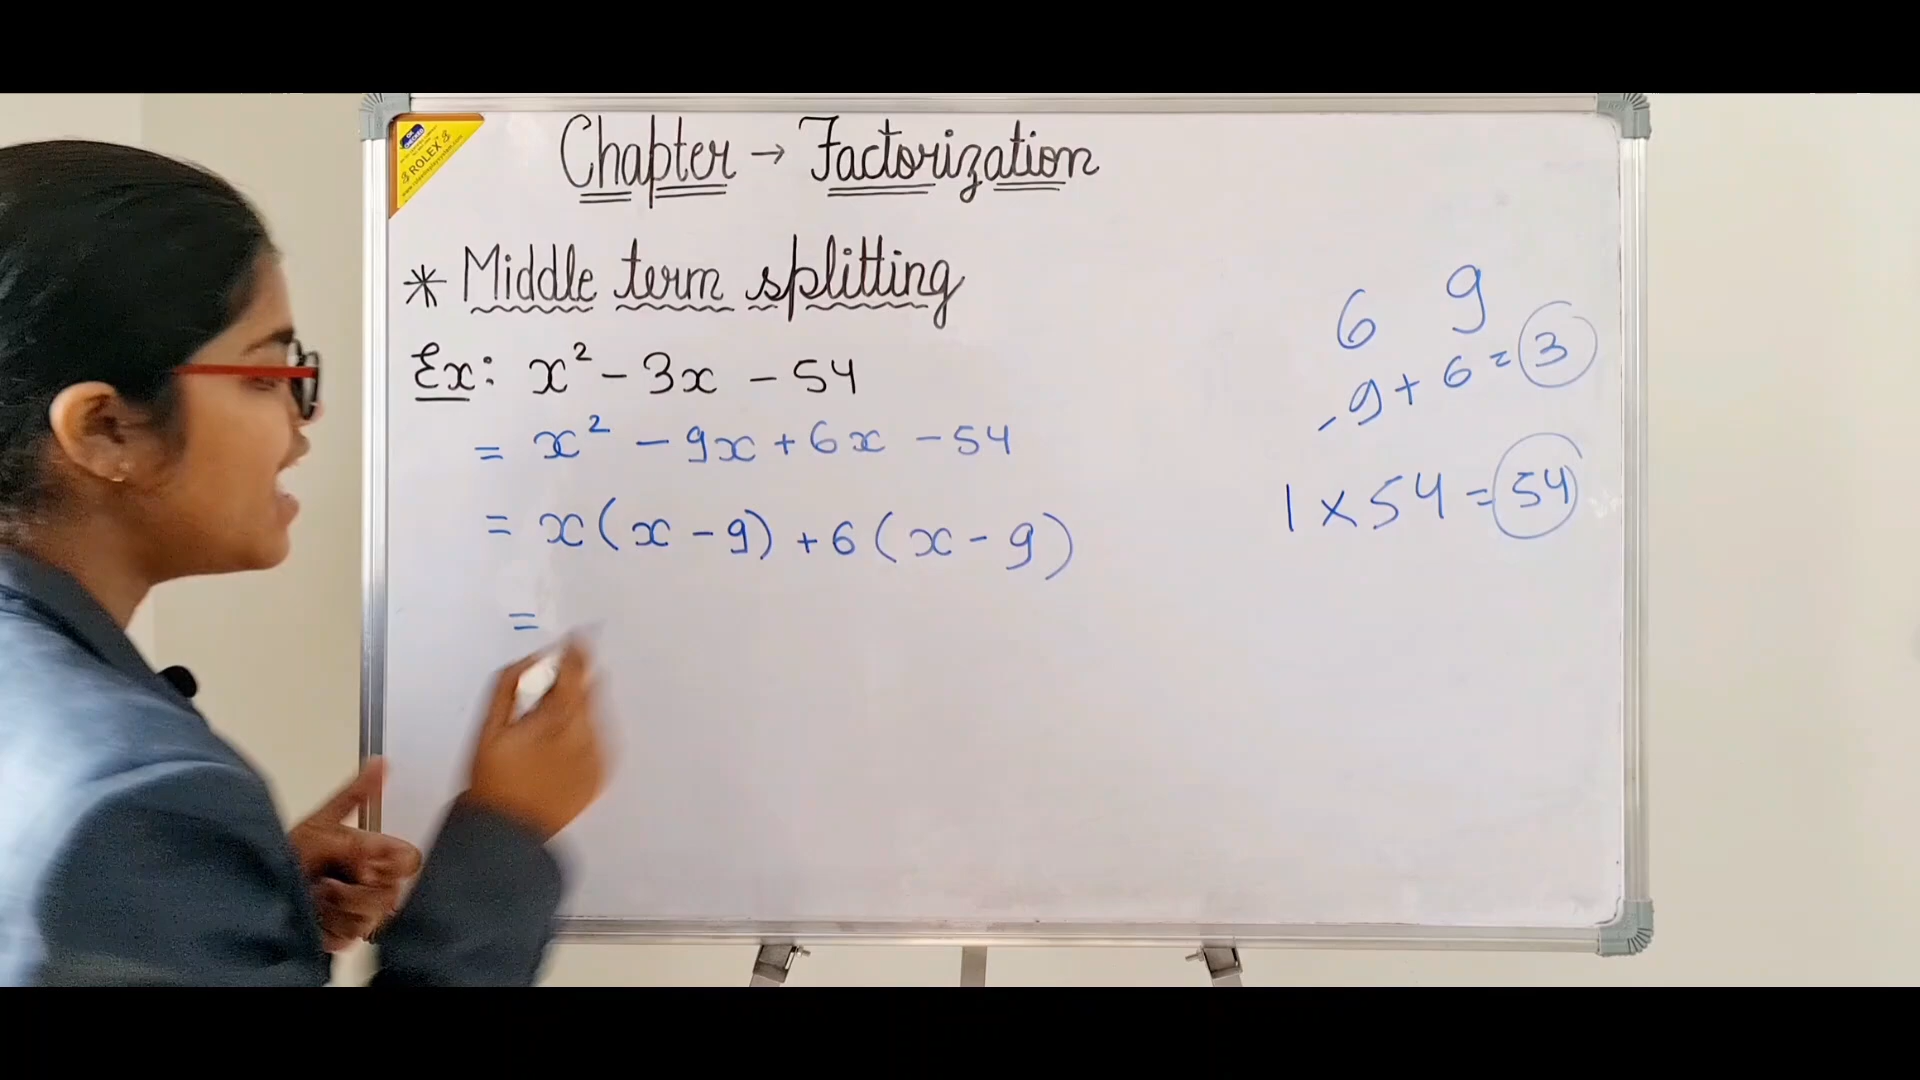 Chapter → Factorization
* Middle term splitting
Ex: x² - 3x - 54
= x² - 9x + 6x - 54
= x(x - 9) + 6(x - 9)
=
6 9
-9 + 6 = 3
1 × 54 = 54
ROLEX